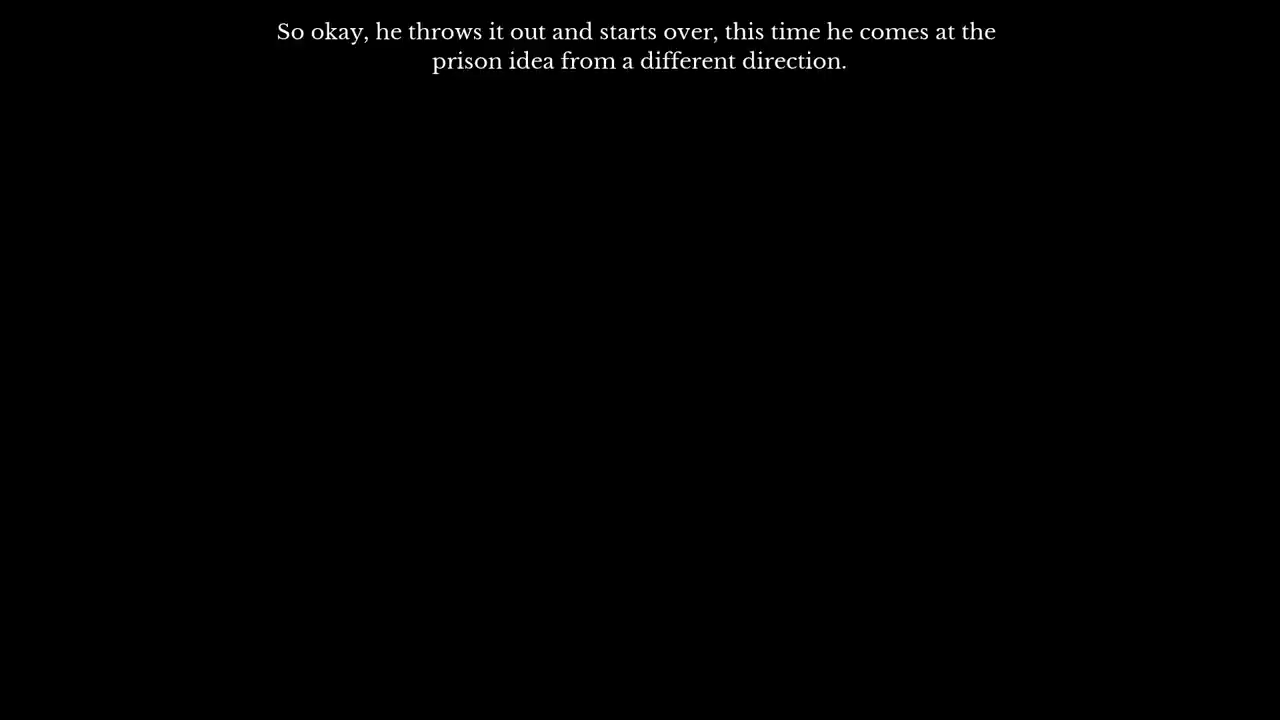 So okay, he throws it out and starts over, this time he comes at the
prison idea from a different direction.